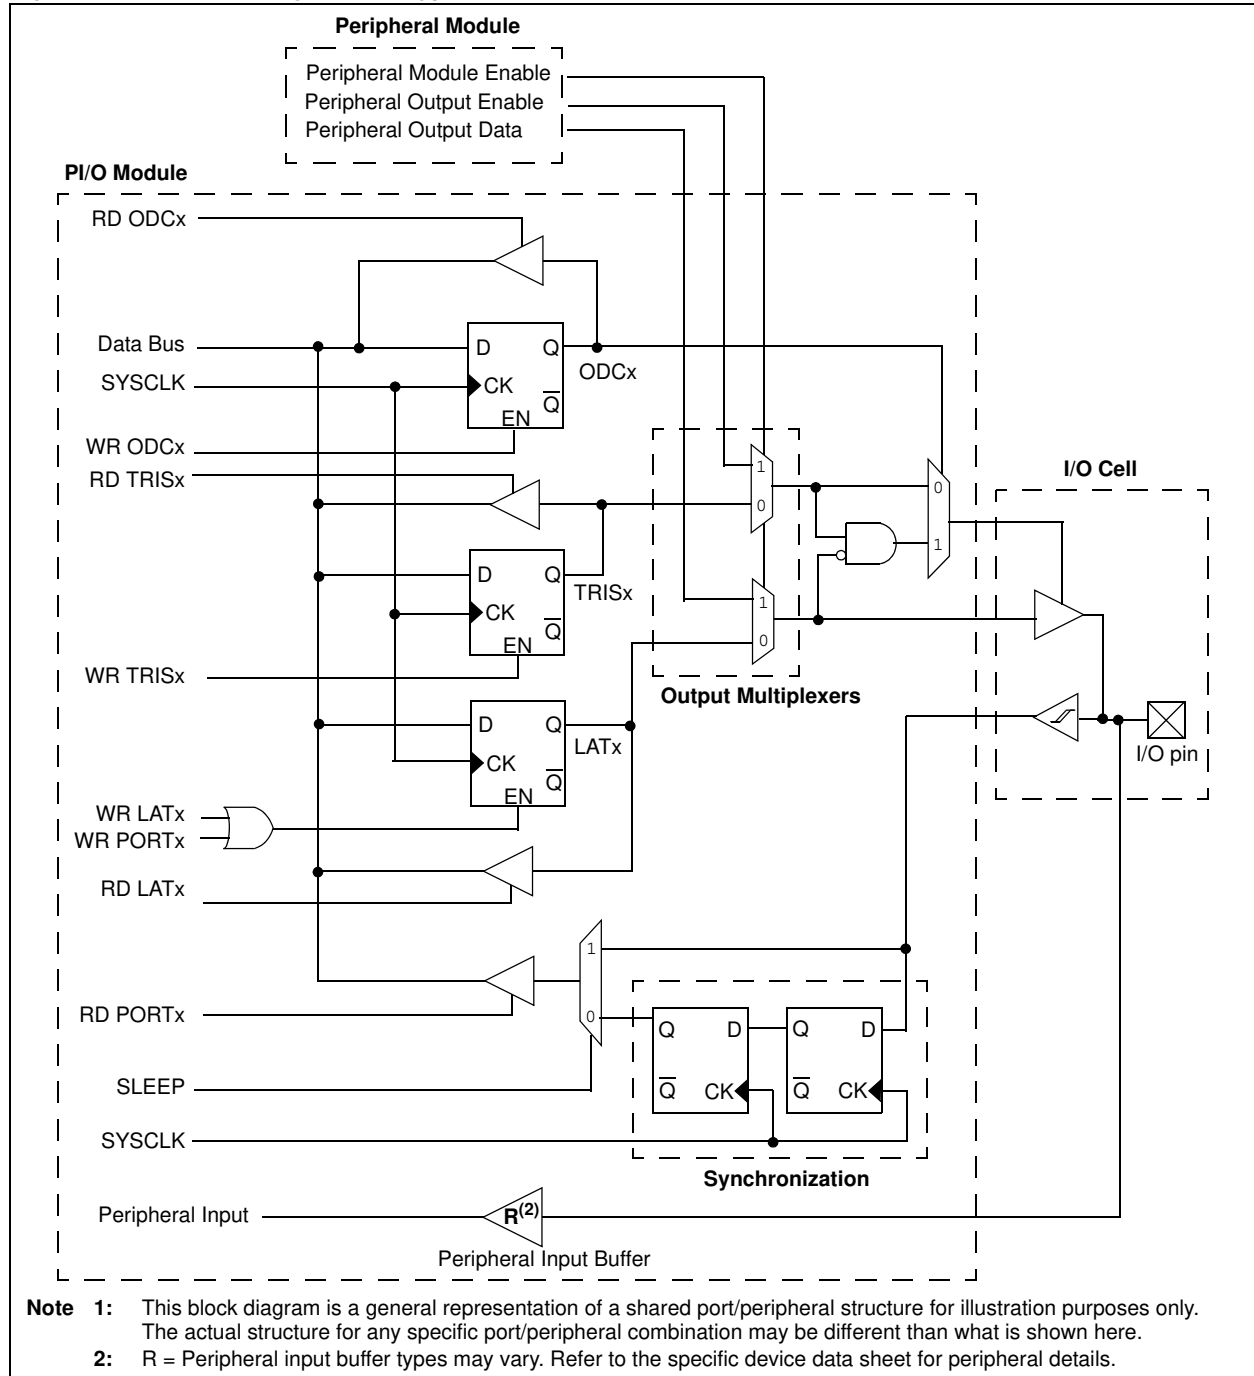 Peripheral Module
Peripheral Module Enable
Peripheral Output Enable
Peripheral Output Data
PI/O Module
RD ODCx
Data Bus
D Q
ODCx
SYSCLK
CK
Q
EN
WR ODCx
RD TRISx
1
0
I/O Cell
0
1
D Q
TRISx
CK
Q
EN
1
0
WR TRISx
Output Multiplexers
D Q
LATx
CK
Q
EN
I/O pin
WR LATx
WR PORTx
RD LATx
1
0
RD PORTx
Q D Q D
Q CK Q CK
SLEEP
SYSCLK
Synchronization
Peripheral Input
R(2)
Peripheral Input Buffer
Note 1: This block diagram is a general representation of a shared port/peripheral structure for illustration purposes only.
The actual structure for any specific port/peripheral combination may be different than what is shown here.
2: R = Peripheral input buffer types may vary. Refer to the specific device data sheet for peripheral details.